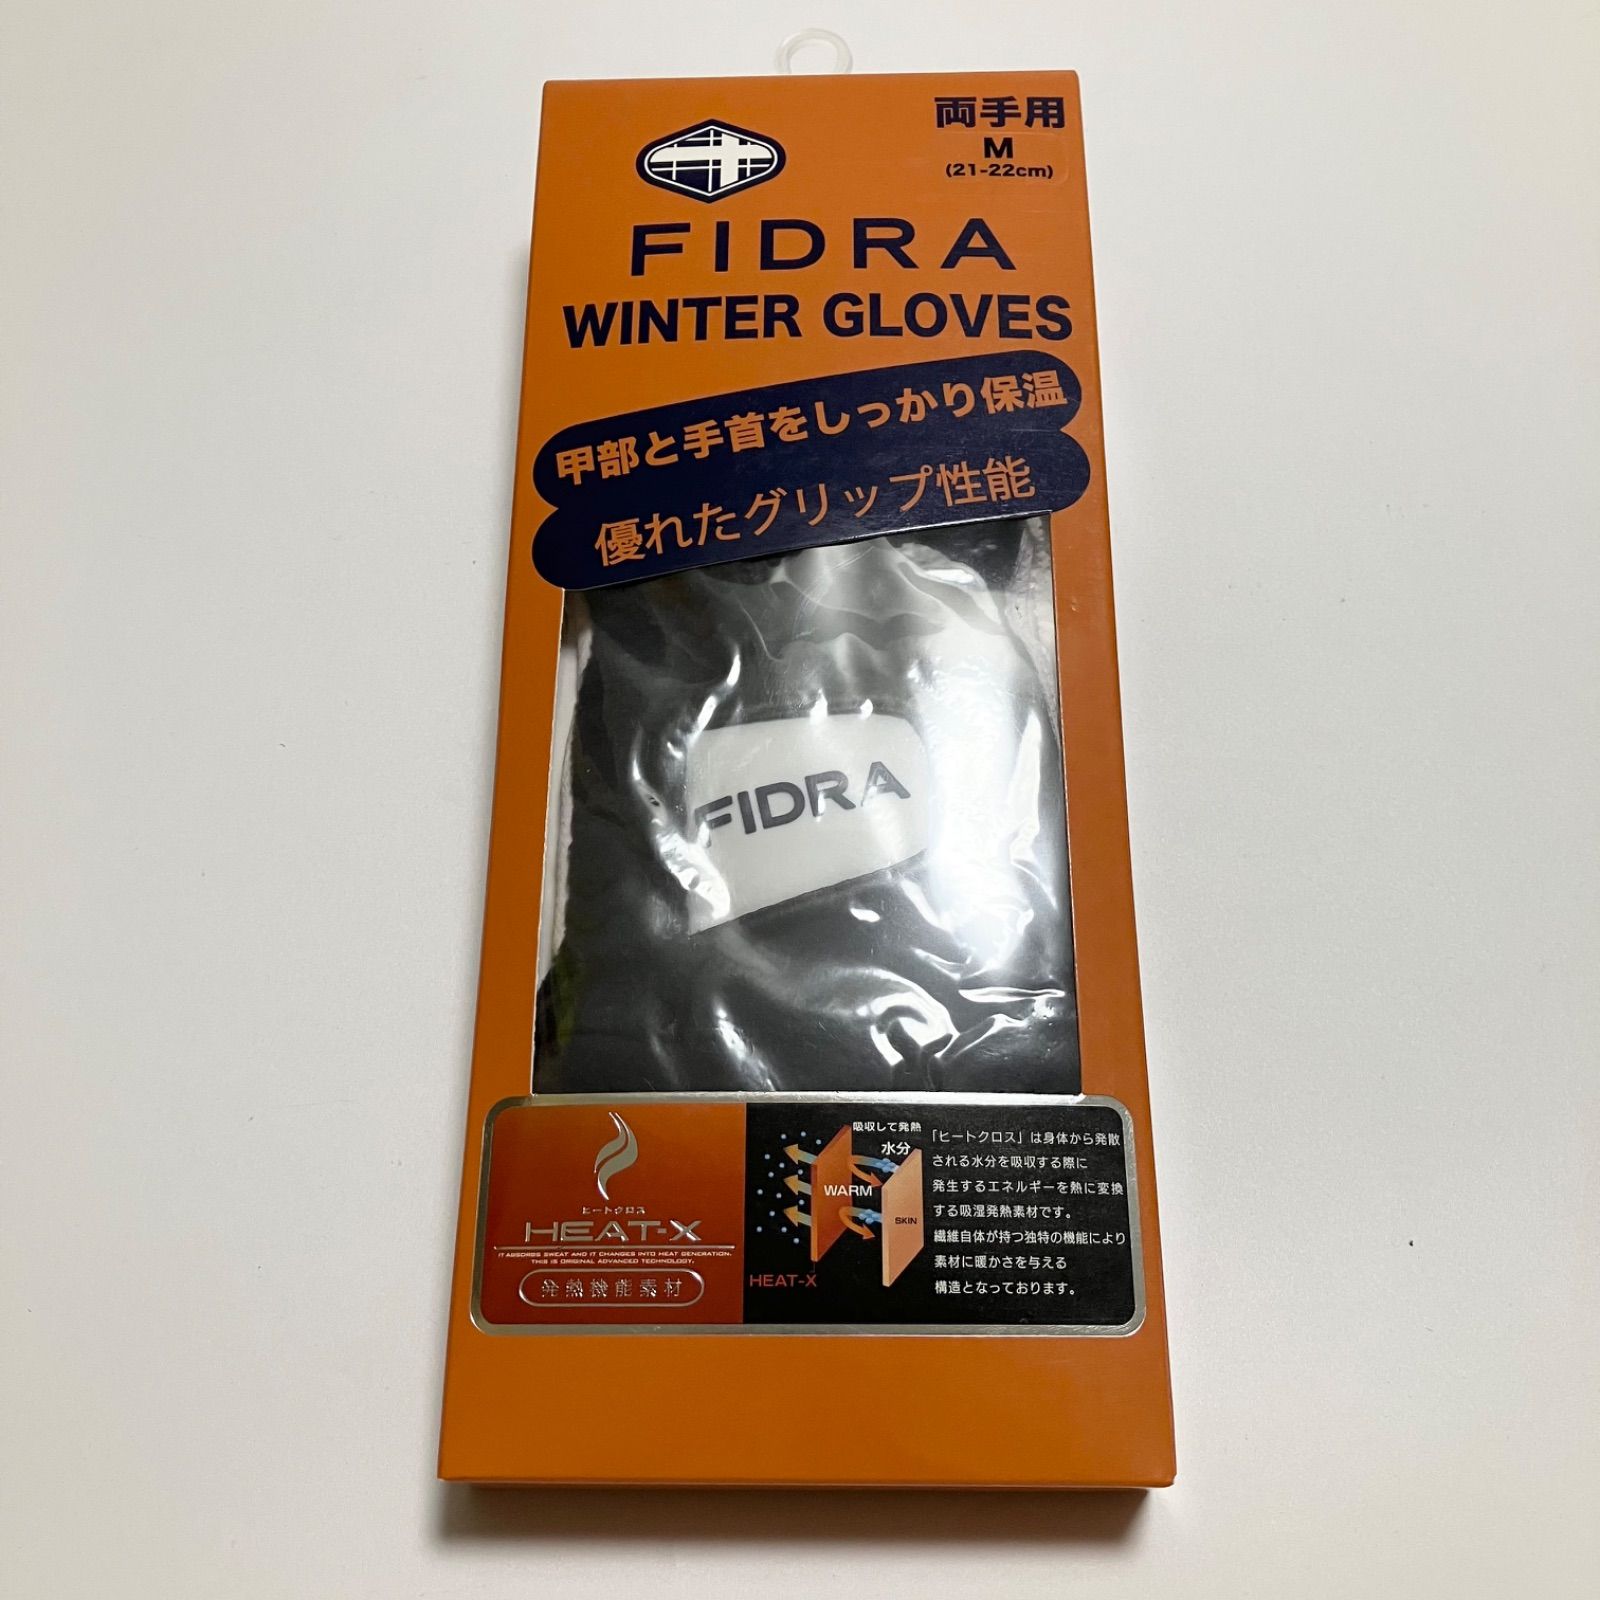 両手用
M
(21-22cm)
FIDRA
WINTER GLOVES
甲部と手首をしっかり保温
優れたグリップ性能
FIDRA
ヒートクロス
HEAT-X
IT ABSORBS SWEAT AND IT CHANGES INTO HEAT GENERATION.
THIS IS ORIGINAL ADVANCED TECHNOLOGY.
発熱機能素材
吸収して発熱
水分
WARM
SKIN
HEAT-X
「ヒートクロス」は身体から発散
される水分を吸収する際に
発生するエネルギーを熱に変換
する吸湿発熱素材です。
繊維自体が持つ独特の機能により
素材に暖かさを与える
構造となっております。